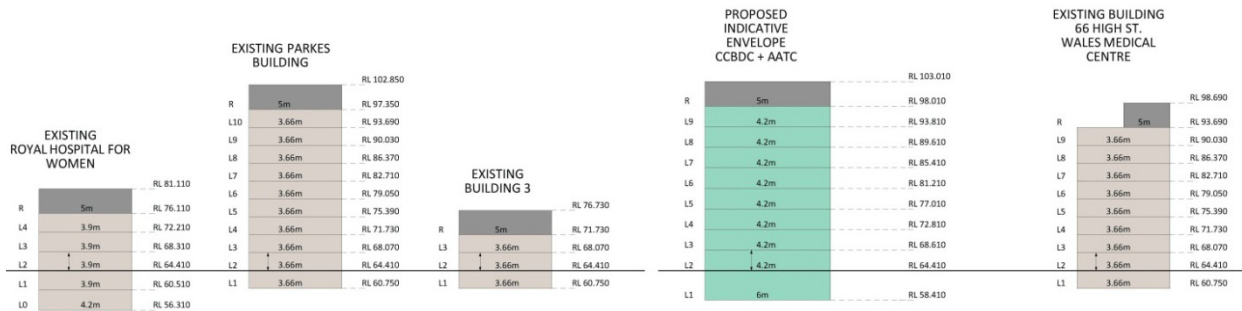 EXISTING
ROYAL HOSPITAL FOR
WOMEN
RL 81.110
R 5m RL 76.110
L4 3.9m RL 72.210
L3 3.9m RL 68.310
L2 3.9m RL 64.410
L1 3.9m RL 60.510
L0 4.2m RL 56.310
EXISTING PARKES
BUILDING
RL 102.850
R 5m RL 97.350
L10 3.66m RL 93.690
L9 3.66m RL 90.030
L8 3.66m RL 86.370
L7 3.66m RL 82.710
L6 3.66m RL 79.050
L5 3.66m RL 75.390
L4 3.66m RL 71.730
L3 3.66m RL 68.070
L2 3.66m RL 64.410
L1 3.66m RL 60.750
EXISTING
BUILDING 3
RL 76.730
R 5m RL 71.730
L3 3.66m RL 68.070
L2 3.66m RL 64.410
L1 3.66m RL 60.750
PROPOSED
INDICATIVE
ENVELOPE
CCBDC + AATC
RL 103.010
R 5m RL 98.010
L9 4.2m RL 93.810
L8 4.2m RL 89.610
L7 4.2m RL 85.410
L6 4.2m RL 81.210
L5 4.2m RL 77.010
L4 4.2m RL 72.810
L3 4.2m RL 68.610
L2 4.2m RL 64.410
L1 6m RL 58.410
EXISTING BUILDING
66 HIGH ST.
WALES MEDICAL
CENTRE
RL 98.690
R 5m RL 93.690
L9 3.66m RL 90.030
L8 3.66m RL 86.370
L7 3.66m RL 82.710
L6 3.66m RL 79.050
L5 3.66m RL 75.390
L4 3.66m RL 71.730
L3 3.66m RL 68.070
L2 3.66m RL 64.410
L1 3.66m RL 60.750